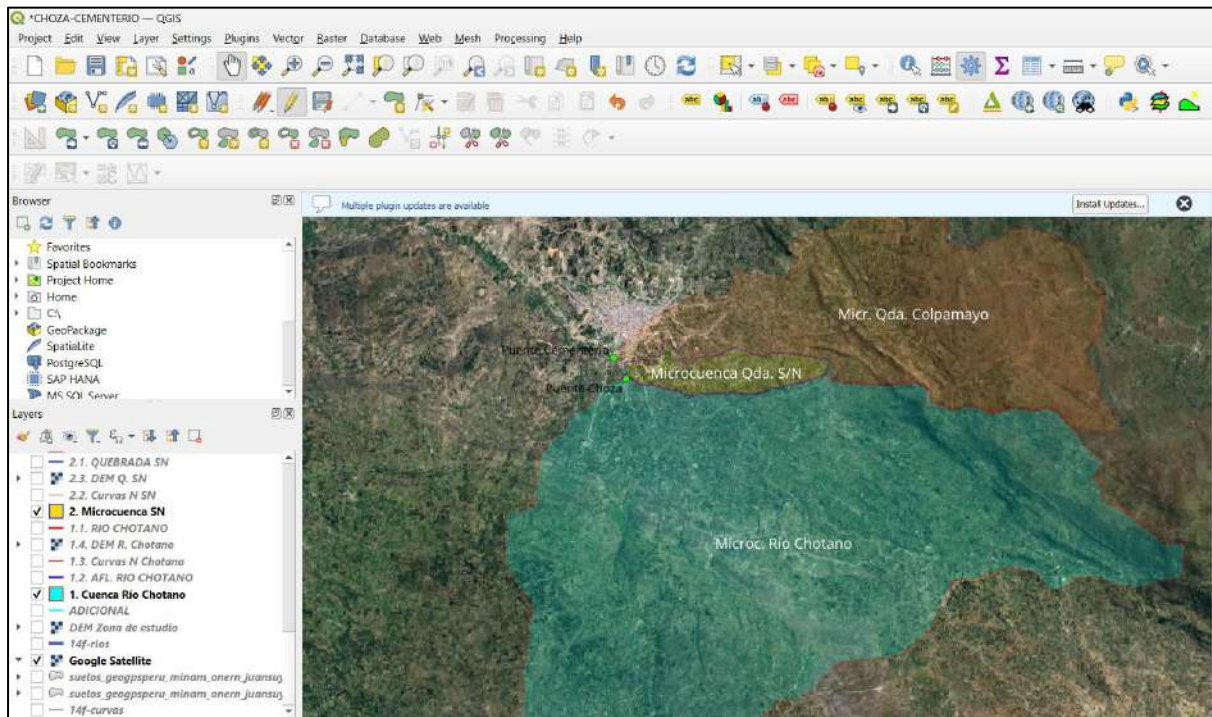 *CHOZA-CEMENTERIO — QGIS
Project Edit View Layer Settings Plugins Vector Raster Database Web Mesh Processing Help
Browser
Multiple plugin updates are available
Install Updates...
Favorites
Spatial Bookmarks
Project Home
Home
C:\
GeoPackage
SpatiaLite
PostgreSQL
SAP HANA
MS SQL Server
Layers
2.1. QUEBRADA SN
2.3. DEM Q. SN
2.2. Curvas N SN
2. Microcuenca SN
1.1. RIO CHOTANO
1.4. DEM R. Chotano
1.3. Curvas N Chotano
1.2. AFL. RIO CHOTANO
1. Cuenca Río Chotano
ADICIONAL
DEM Zona de estudio
14f-rios
Google Satellite
suelos_geogpsperu_minam_onern_juansuy
suelos_geogpsperu_minam_onern_juansuy
14f-curvas
Micr. Qda. Colpamayo
Puente Cementerio
Microcuenca Qda. S/N
Puente Choza
Microc. Río Chotano